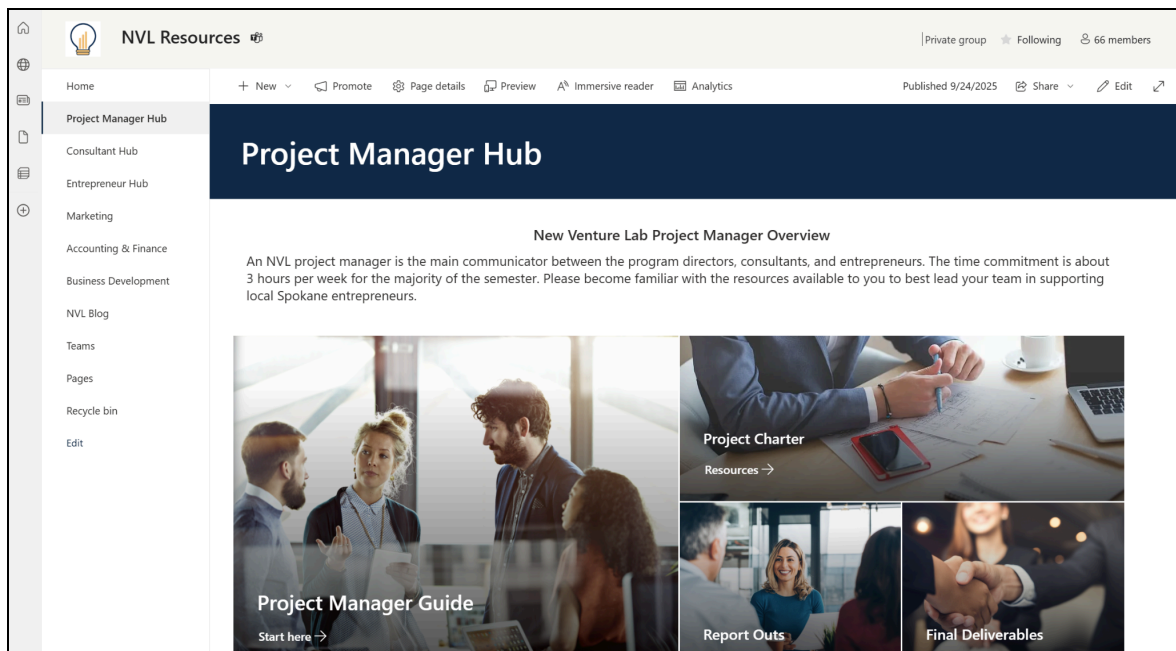 NVL Resources
Private group Following 66 members
Home
Project Manager Hub
Consultant Hub
Entrepreneur Hub
Marketing
Accounting & Finance
Business Development
NVL Blog
Teams
Pages
Recycle bin
Edit
New Promote Page details Preview Immersive reader Analytics Published 9/24/2025 Share Edit
Project Manager Hub
New Venture Lab Project Manager Overview
An NVL project manager is the main communicator between the program directors, consultants, and entrepreneurs. The time commitment is about
3 hours per week for the majority of the semester. Please become familiar with the resources available to you to best lead your team in supporting
local Spokane entrepreneurs.
Project Manager Guide
Start here →
Project Charter
Resources →
Report Outs
Final Deliverables